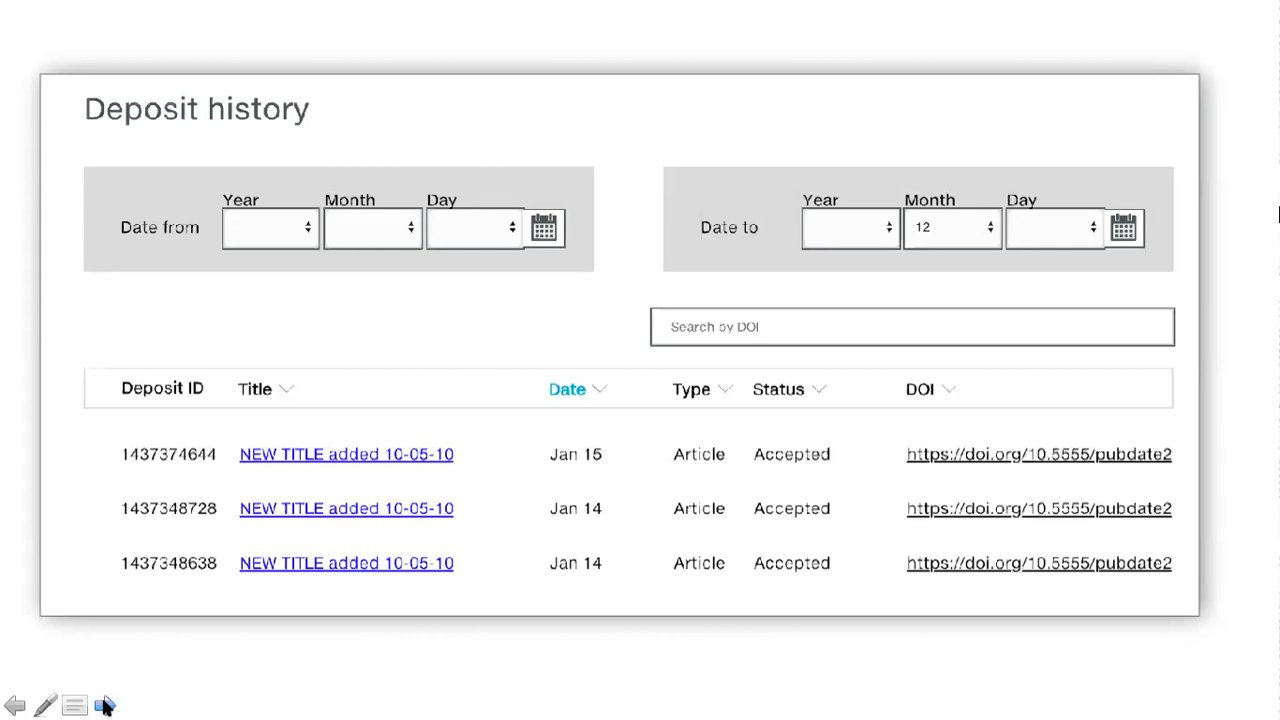 Deposit history
Year Month Day
Date from
Year Month Day
Date to 12
Search by DOI
Deposit ID Title Date Type Status DOI
1437374644 NEW TITLE added 10-05-10 Jan 15 Article Accepted https://doi.org/10.5555/pubdate2
1437348728 NEW TITLE added 10-05-10 Jan 14 Article Accepted https://doi.org/10.5555/pubdate2
1437348638 NEW TITLE added 10-05-10 Jan 14 Article Accepted https://doi.org/10.5555/pubdate2